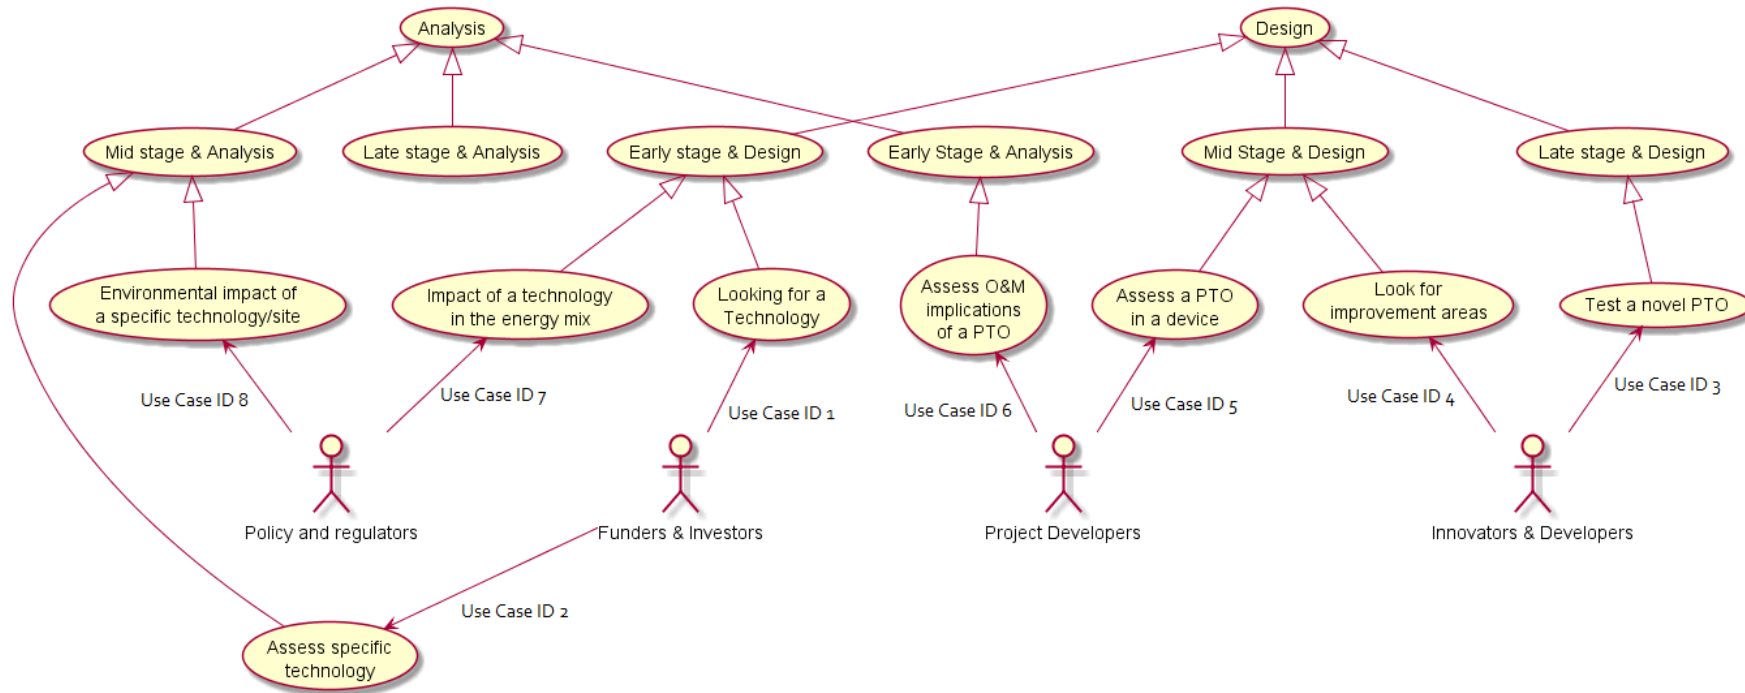 Analysis
Design
Mid stage & Analysis
Late stage & Analysis
Early stage & Design
Early Stage & Analysis
Mid Stage & Design
Late stage & Design
Environmental impact of
a specific technology/site
Impact of a technology
in the energy mix
Looking for a
Technology
Assess O&M
implications
of a PTO
Assess a PTO
in a device
Look for
improvement areas
Test a novel PTO
Use Case ID 8
Use Case ID 7
Use Case ID 1
Use Case ID 6
Use Case ID 5
Use Case ID 4
Use Case ID 3
Policy and regulators
Funders & Investors
Project Developers
Innovators & Developers
Use Case ID 2
Assess specific
technology